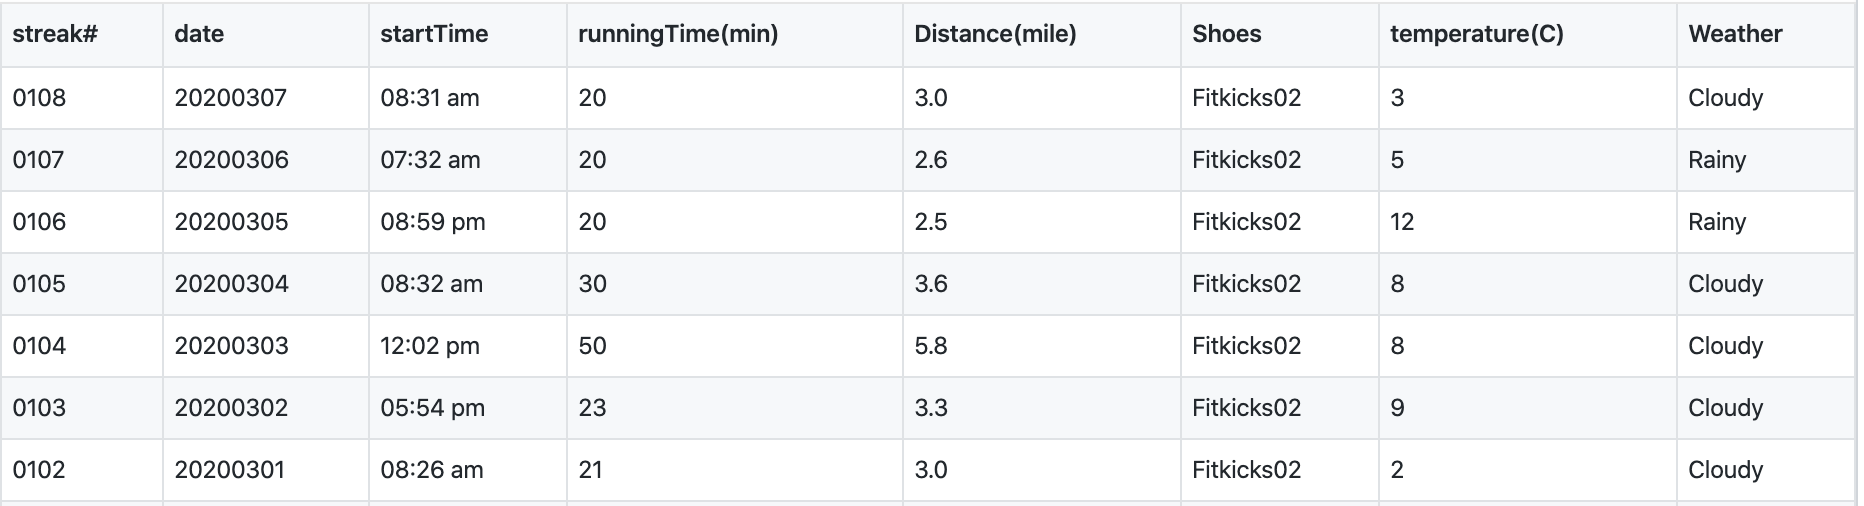 streak# date startTime runningTime(min) Distance(mile) Shoes temperature(C) Weather
0108 20200307 08:31 am 20 3.0 Fitkicks02 3 Cloudy
0107 20200306 07:32 am 20 2.6 Fitkicks02 5 Rainy
0106 20200305 08:59 pm 20 2.5 Fitkicks02 12 Rainy
0105 20200304 08:32 am 30 3.6 Fitkicks02 8 Cloudy
0104 20200303 12:02 pm 50 5.8 Fitkicks02 8 Cloudy
0103 20200302 05:54 pm 23 3.3 Fitkicks02 9 Cloudy
0102 20200301 08:26 am 21 3.0 Fitkicks02 2 Cloudy